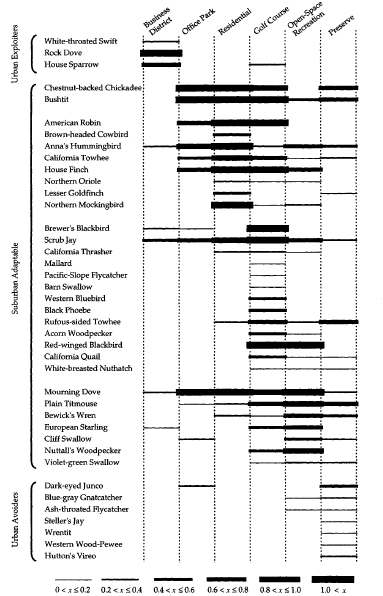 Business District
Office Park
Residential
Golf Course
Open-Space Recreation
Preserve
Urban Exploiters
White-throated Swift
Rock Dove
House Sparrow
Suburban Adaptable
Chestnut-backed Chickadee
Bushtit
American Robin
Brown-headed Cowbird
Anna's Hummingbird
California Towhee
House Finch
Northern Oriole
Lesser Goldfinch
Northern Mockingbird
Brewer's Blackbird
Scrub Jay
California Thrasher
Mallard
Pacific-Slope Flycatcher
Barn Swallow
Western Bluebird
Black Phoebe
Rufous-sided Towhee
Acorn Woodpecker
Red-winged Blackbird
California Quail
White-breasted Nuthatch
Mourning Dove
Plain Titmouse
Bewick's Wren
European Starling
Cliff Swallow
Nuttall's Woodpecker
Violet-green Swallow
Urban Avoiders
Dark-eyed Junco
Blue-gray Gnatcatcher
Ash-throated Flycatcher
Steller's Jay
Wrentit
Western Wood-Pewee
Hutton's Vireo
0 < x ≤ 0.2
0.2 < x ≤ 0.4
0.4 < x ≤ 0.6
0.6 < x ≤ 0.8
0.8 < x ≤ 1.0
1.0 < x